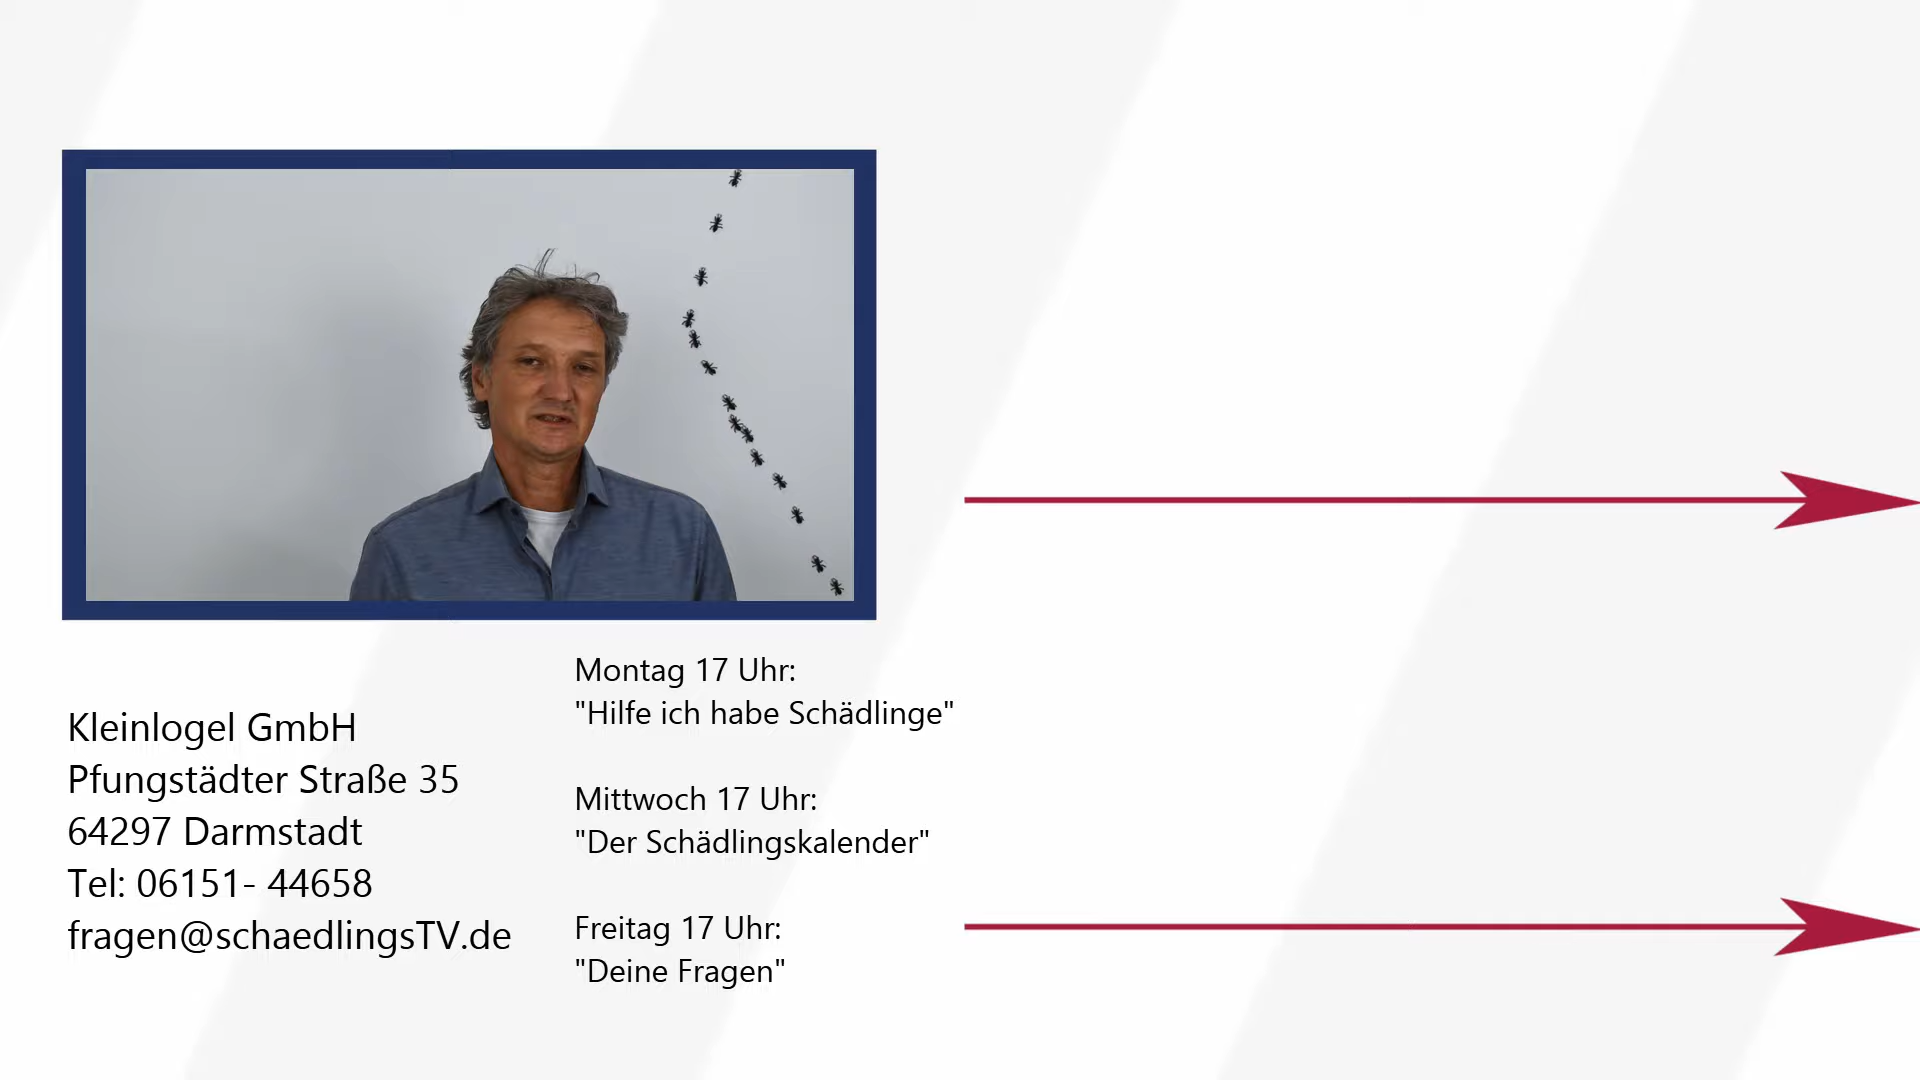 Kleinlogel GmbH
Pfungstädter Straße 35
64297 Darmstadt
Tel: 06151- 44658
fragen@schaedlingsTV.de
Montag 17 Uhr:
"Hilfe ich habe Schädlinge"
Mittwoch 17 Uhr:
"Der Schädlingskalender"
Freitag 17 Uhr:
"Deine Fragen"